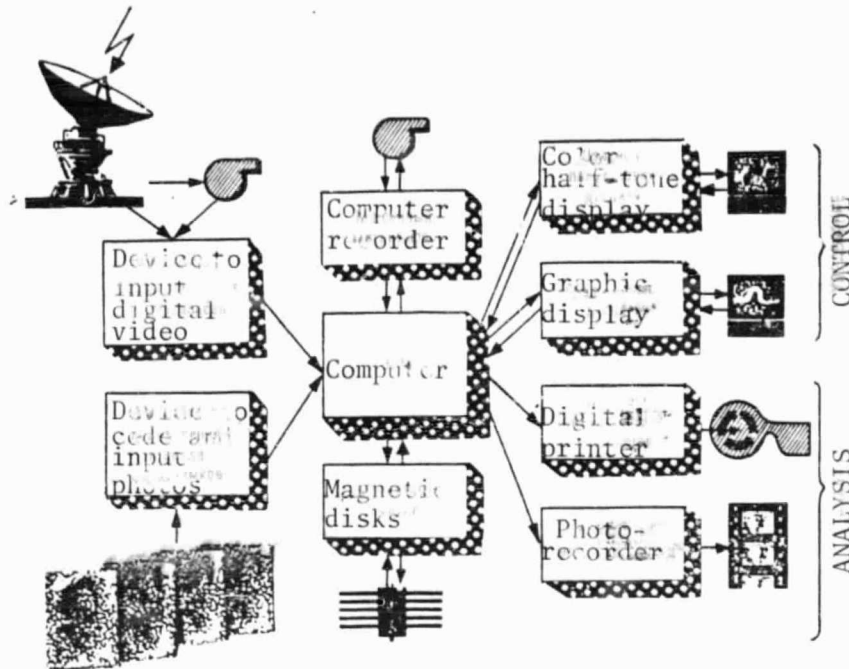 Device to
input
digital
video
Device to
code and
input
photos
Computer
recorder
Computer
Magnetic
disks
Color
half-tone
display
Graphic
display
Digital
printer
Photo-
recorder
CONTROL
ANALYSIS